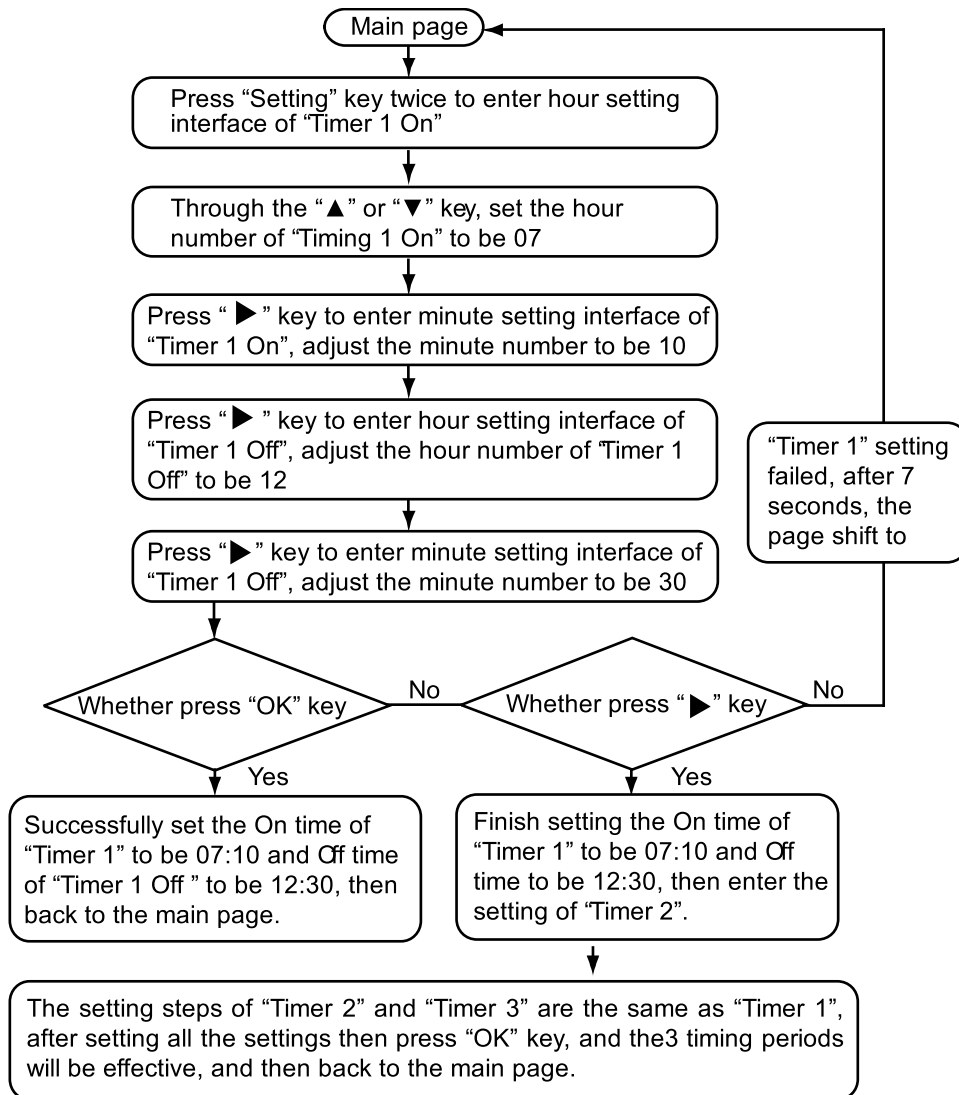 Main page
Press “Setting” key twice to enter hour setting
interface of “Timer 1 On”
Through the “▲” or “▼” key, set the hour
number of “Timing 1 On” to be 07
Press “ ▶ ” key to enter minute setting interface of
“Timer 1 On”, adjust the minute number to be 10
Press “ ▶ ” key to enter hour setting interface of
“Timer 1 Off”, adjust the hour number of “Timer 1
Off” to be 12
“Timer 1” setting
failed, after 7
seconds, the
page shift to
Press “▶” key to enter minute setting interface of
“Timer 1 Off”, adjust the minute number to be 30
Whether press “OK” key
No
Whether press “▶” key
No
Yes
Yes
Successfully set the On time of
“Timer 1” to be 07:10 and Off time
of “Timer 1 Off ” to be 12:30, then
back to the main page.
Finish setting the On time of
“Timer 1” to be 07:10 and Off
time to be 12:30, then enter the
setting of “Timer 2”.
The setting steps of “Timer 2” and “Timer 3” are the same as “Timer 1”,
after setting all the settings then press “OK” key, and the3 timing periods
will be effective, and then back to the main page.